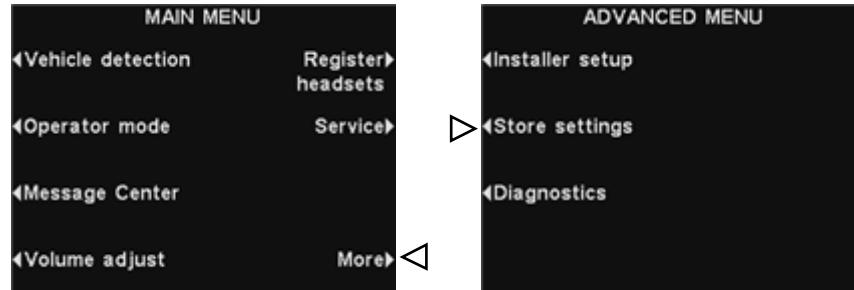 MAIN MENU
Vehicle detection
Register
headsets
Operator mode
Service
Message Center
Volume adjust
More
ADVANCED MENU
Installer setup
Store settings
Diagnostics